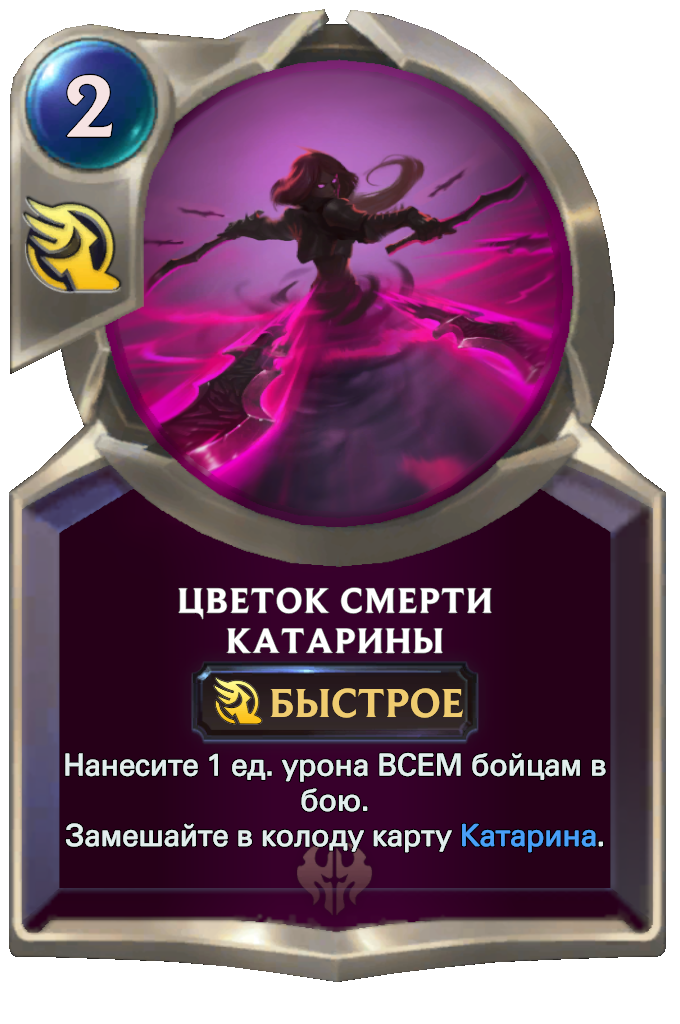 2
ЦВЕТОК СМЕРТИ
КАТАРИНЫ
БЫСТРОЕ
Нанесите 1 ед. урона ВСЕМ бойцам в
бою.
Замешайте в колоду карту Катарина.